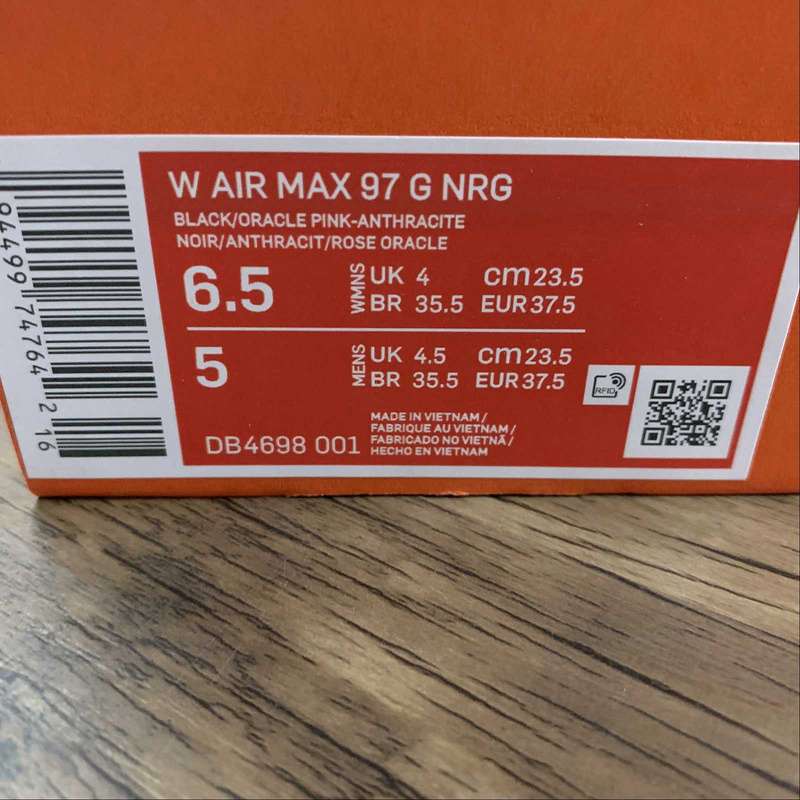 W AIR MAX 97 G NRG
BLACK/ORACLE PINK-ANTHRACITE
NOIR/ANTHRACIT/ROSE ORACLE
6.5
WMNS
UK 4 cm 23.5
BR 35.5 EUR 37.5
5
MENS
UK 4.5 cm 23.5
BR 35.5 EUR 37.5
DB4698 001
MADE IN VIETNAM/
FABRIQUE AU VIETNAM/
FABRICADO NO VIETNÃ/
HECHO EN VIETNAM
RFID
94499 74764 2 16